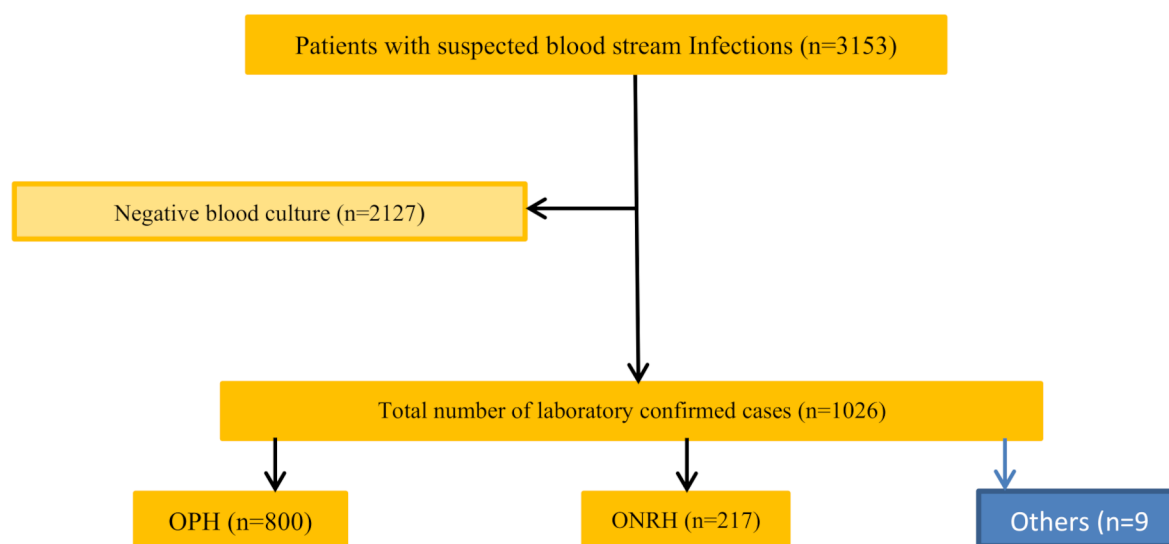 Patients with suspected blood stream Infections (n=3153)
Negative blood culture (n=2127)
Total number of laboratory confirmed cases (n=1026)
OPH (n=800)
ONRH (n=217)
Others (n=9